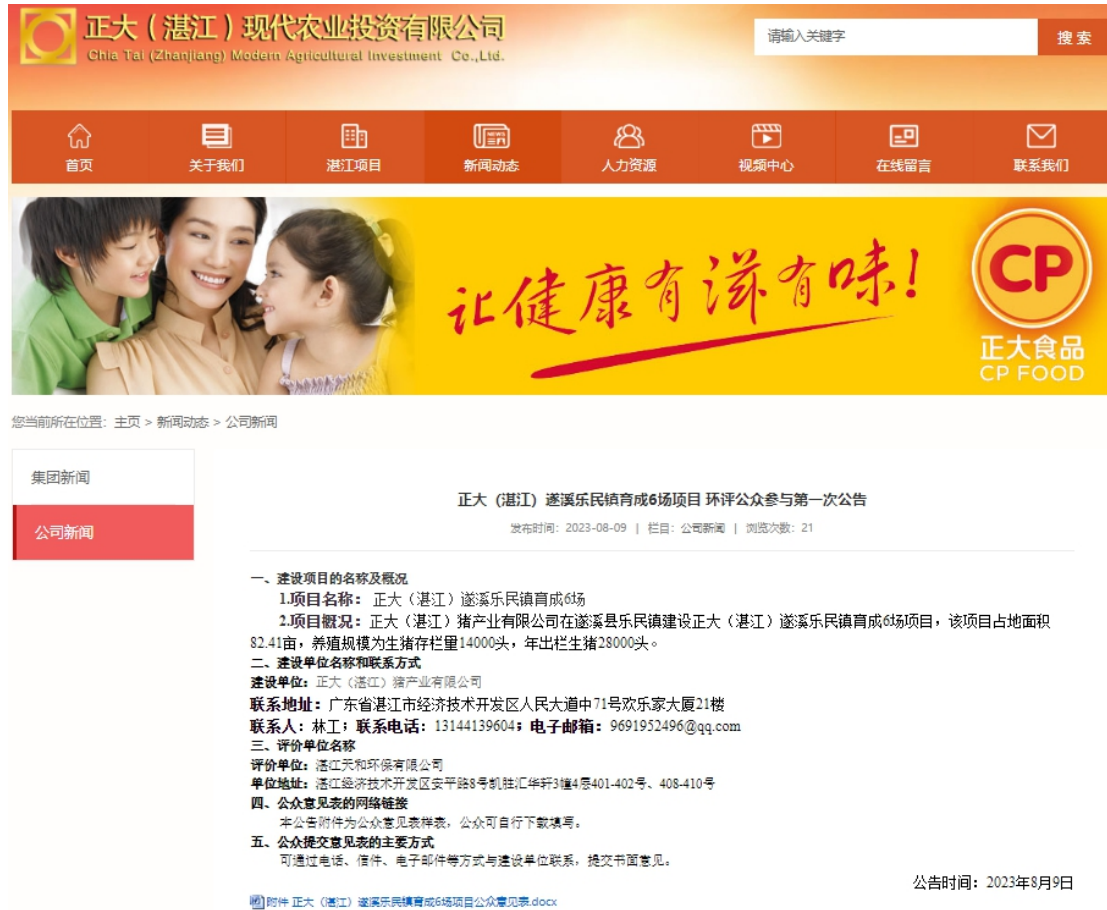 正大（湛江）现代农业投资有限公司
Chia Tai (Zhanjiang) Modern Agricultural Investment Co.,Ltd.
请输入关键字
搜 索
首页
关于我们
湛江项目
NEWS
新闻动态
人力资源
视频中心
在线留言
联系我们
让健康有滋有味！
CP
正大食品
CP FOOD
您当前所在位置：主页 > 新闻动态 > 公司新闻
集团新闻
公司新闻
正大（湛江）遂溪乐民镇育成6场项目 环评公众参与第一次公告
发布时间：2023-08-09 | 栏目：公司新闻 | 浏览次数：21
一、建设项目的名称及概况
1.项目名称： 正大（湛江）遂溪乐民镇育成6场
2.项目概况：正大（湛江）猪产业有限公司在遂溪县乐民镇建设正大（湛江）遂溪乐民镇育成6场项目，该项目占地面积
82.41亩，养殖规模为生猪存栏量14000头，年出栏生猪28000头。
二、建设单位名称和联系方式
建设单位：正大（湛江）猪产业有限公司
联系地址：广东省湛江市经济技术开发区人民大道中71号欢乐家大厦21楼
联系人：林工；联系电话：13144139604；电子邮箱：9691952496@qq.com
三、评价单位名称
评价单位：湛江天和环保有限公司
单位地址：湛江经济技术开发区安平路8号凯胜汇华轩3幢4层401-402号、408-410号
四、公众意见表的网络链接
本公告附件为公众意见表样表，公众可自行下载填写。
五、公众提交意见表的主要方式
可通过电话、信件、电子邮件等方式与建设单位联系，提交书面意见。
公告时间：2023年8月9日
附件 正大（湛江）遂溪乐民镇育成6场项目公众意见表.docx